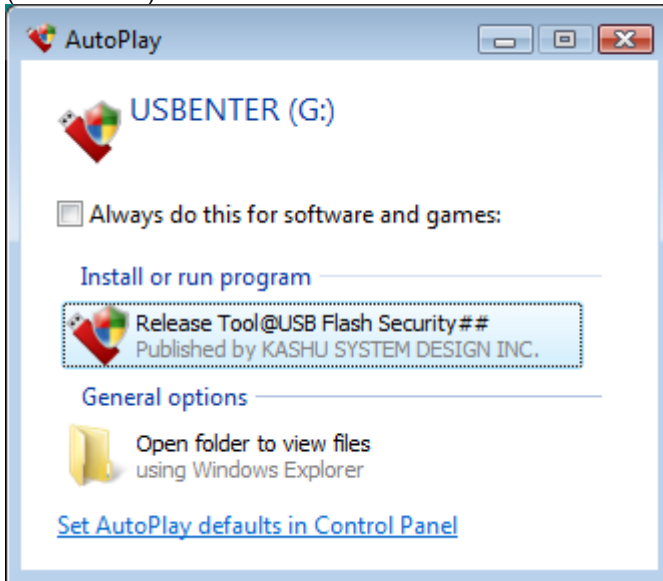 AutoPlay
USBENTER (G:)
Always do this for software and games:
Install or run program
Release Tool@USB Flash Security##
Published by KASHU SYSTEM DESIGN INC.
General options
Open folder to view files
using Windows Explorer
Set AutoPlay defaults in Control Panel